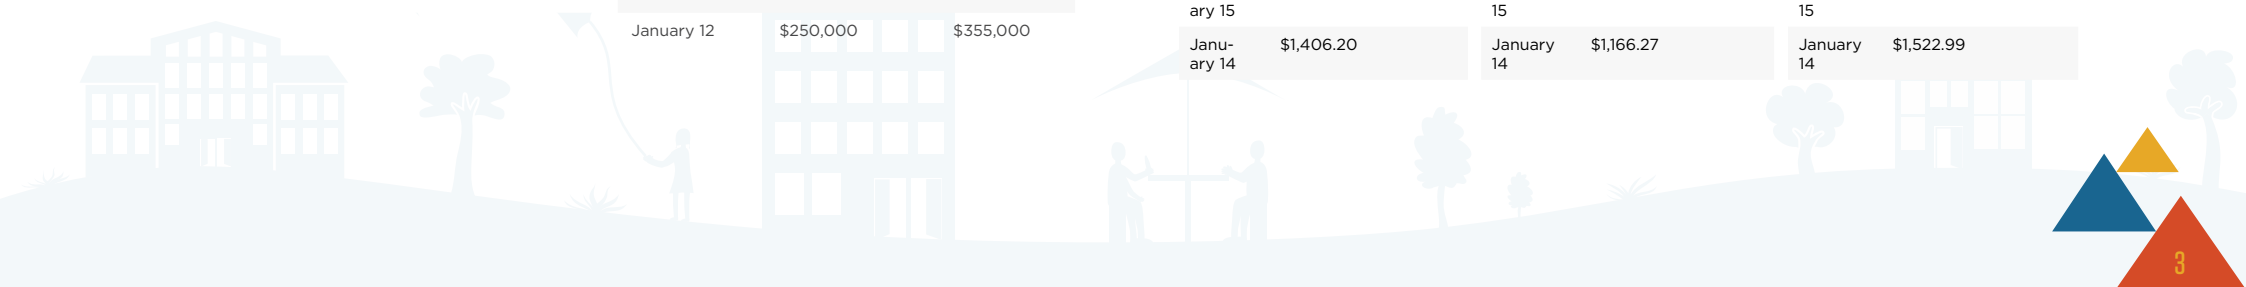 January 12 $250,000 $355,000
ary 15
Janu- $1,406.20
ary 14
15
January $1,166.27
14
15
January $1,522.99
14
3